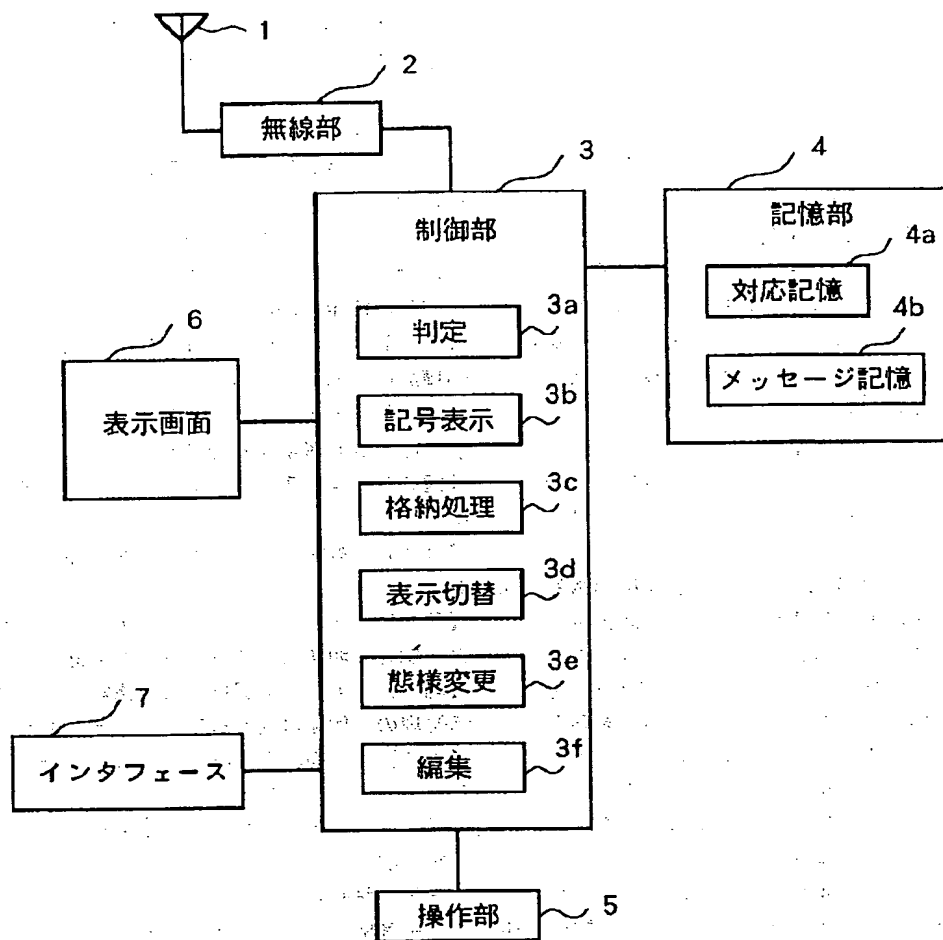 1
2
無線部
3
制御部
4
記憶部
4a
対応記憶
4b
メッセージ記憶
3a
判定
3b
記号表示
3c
格納処理
3d
表示切替
3e
態様変更
3f
編集
6
表示画面
7
インタフェース
5
操作部